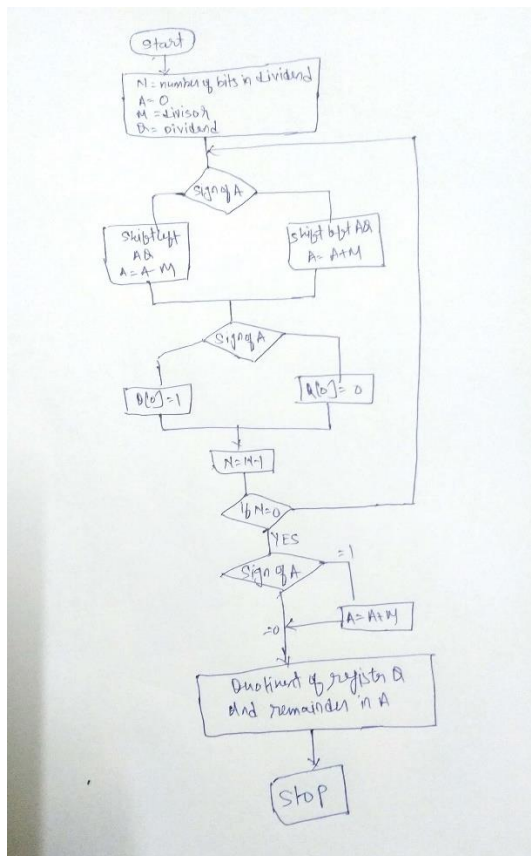 Start
N = number of bits in dividend
A = 0
M = Divisor
Q = Dividend
Sign of A
Shift left
AQ
A = A - M
Shift left AQ
A = A+M
Sign of A
Q[0] = 1
Q[0] = 0
N = N-1
If N=0
YES
Sign of A
=1
A = A+M
=0
Quotient of register Q
and remainder in A
Stop